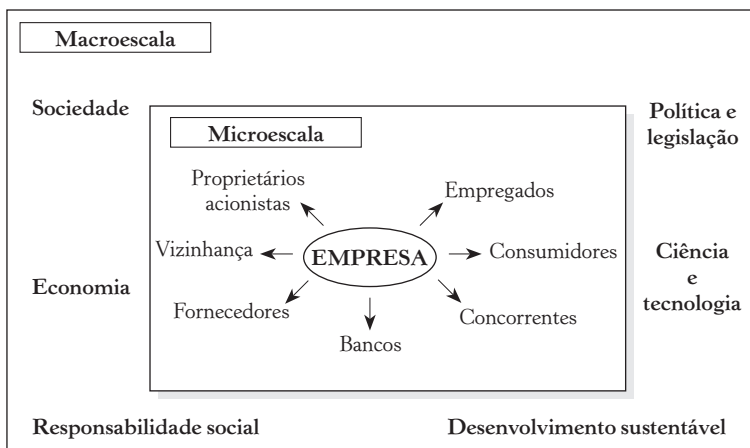 Macroescala
Sociedade
Política e
legislação
Microescala
Proprietários
acionistas
Empregados
Vizinhança
EMPRESA
Consumidores
Ciência
e
tecnologia
Economia
Fornecedores
Concorrentes
Bancos
Responsabilidade social
Desenvolvimento sustentável